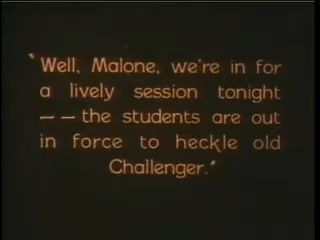 "Well, Malone, we're in for
a lively session tonight
—— the students are out
in force to heckle old
Challenger."